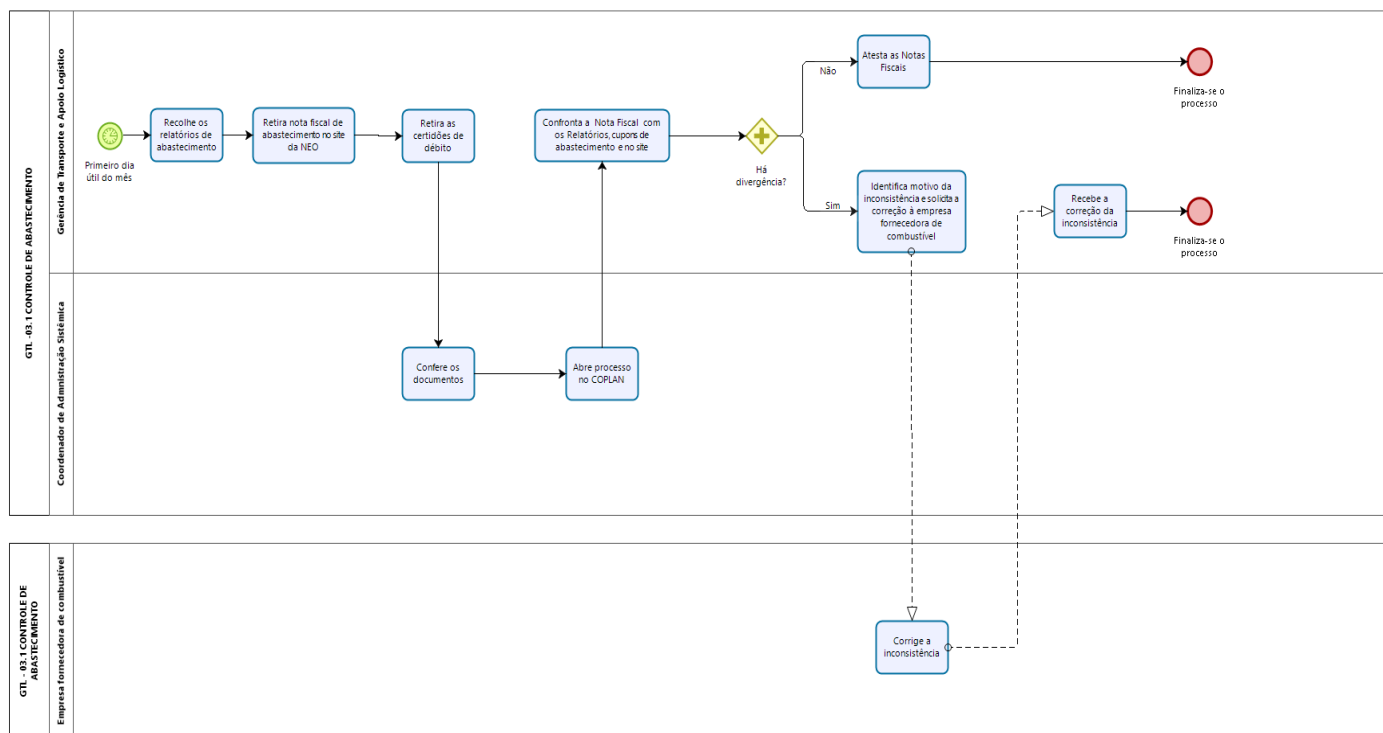 GTL -03.1 CONTROLE DE ABASTECIMENTO
Gerência de Transporte e Apoio Logístico
Primeiro dia
útil do mês
Recolhe os
relatórios de
abastecimento
Retira nota fiscal de
abastecimento no site
da NEO
Retira as
certidões de
débito
Confronta a Nota Fiscal com
os Relatórios, cupons de
abastecimento e no site
Há
divergência?
Não
Atesta as Notas
Fiscais
Finaliza-se o
processo
Sim
Identifica motivo da
inconsistência e solicita a
correção à empresa
fornecedora de
combustível
Recebe a
correção da
inconsistência
Finaliza-se o
processo
Coordenador de Admnistração Sistêmica
Confere os
documentos
Abre processo
no COPLAN
GTL - 03.1 CONTROLE DE
ABASTECIMENTO
Empresa fornecedora de combustível
Corrige a
inconsistência